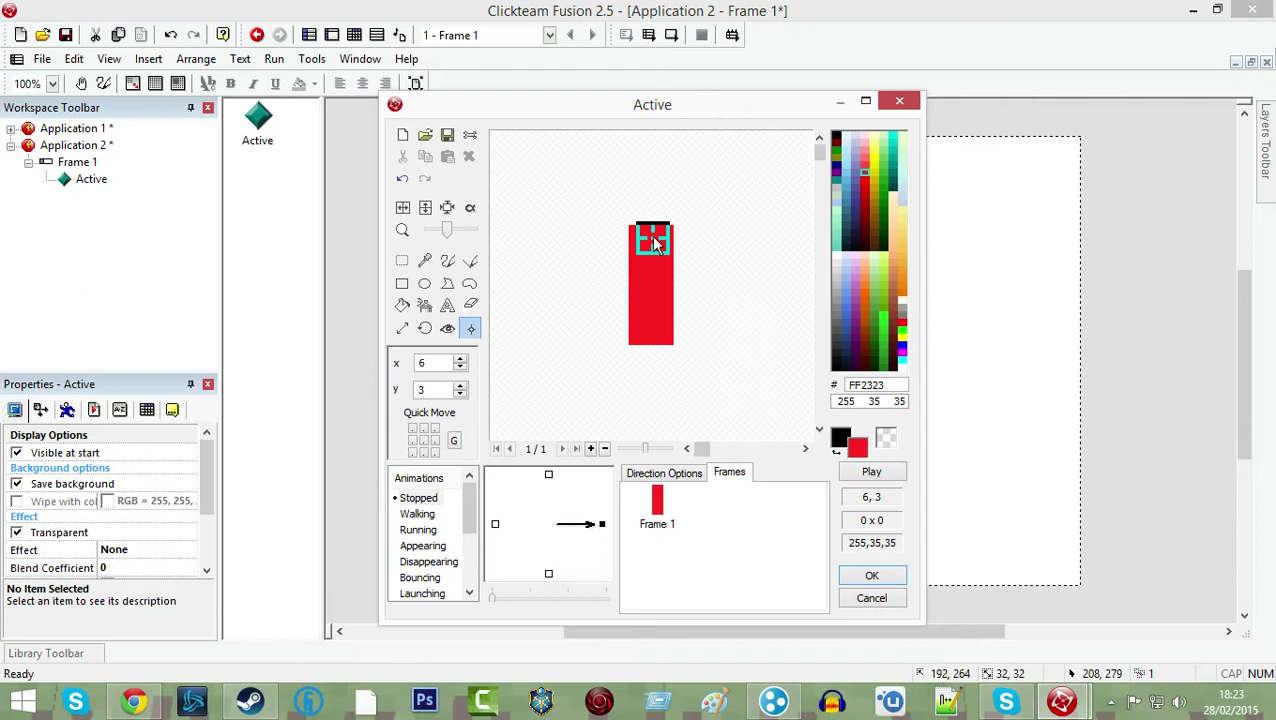 Clickteam Fusion 2.5 - [Application 2 - Frame 1*]
1 - Frame 1
File Edit View Insert Arrange Text Run Tools Window Help
100%
Workspace Toolbar
Application 1 *
Application 2 *
Frame 1
Active
Active
Properties - Active
Display Options
Visible at start
Background options
Save background
Wipe with col RGB = 255, 255,
Effect
Transparent
Effect None
Blend Coefficient 0
No Item Selected
Select an item to see its description
Library Toolbar
Ready
Active
x 6
y 3
Quick Move
G
1 / 1
Animations
Stopped
Walking
Running
Appearing
Disappearing
Bouncing
Launching
Direction Options
Frames
Frame 1
# FF2323
255 35 35
Play
6, 3
0 x 0
255,35,35
OK
Cancel
Layers Toolbar
192, 264
32, 32
208, 279
1
CAP NUM
Ps
18:23
28/02/2015